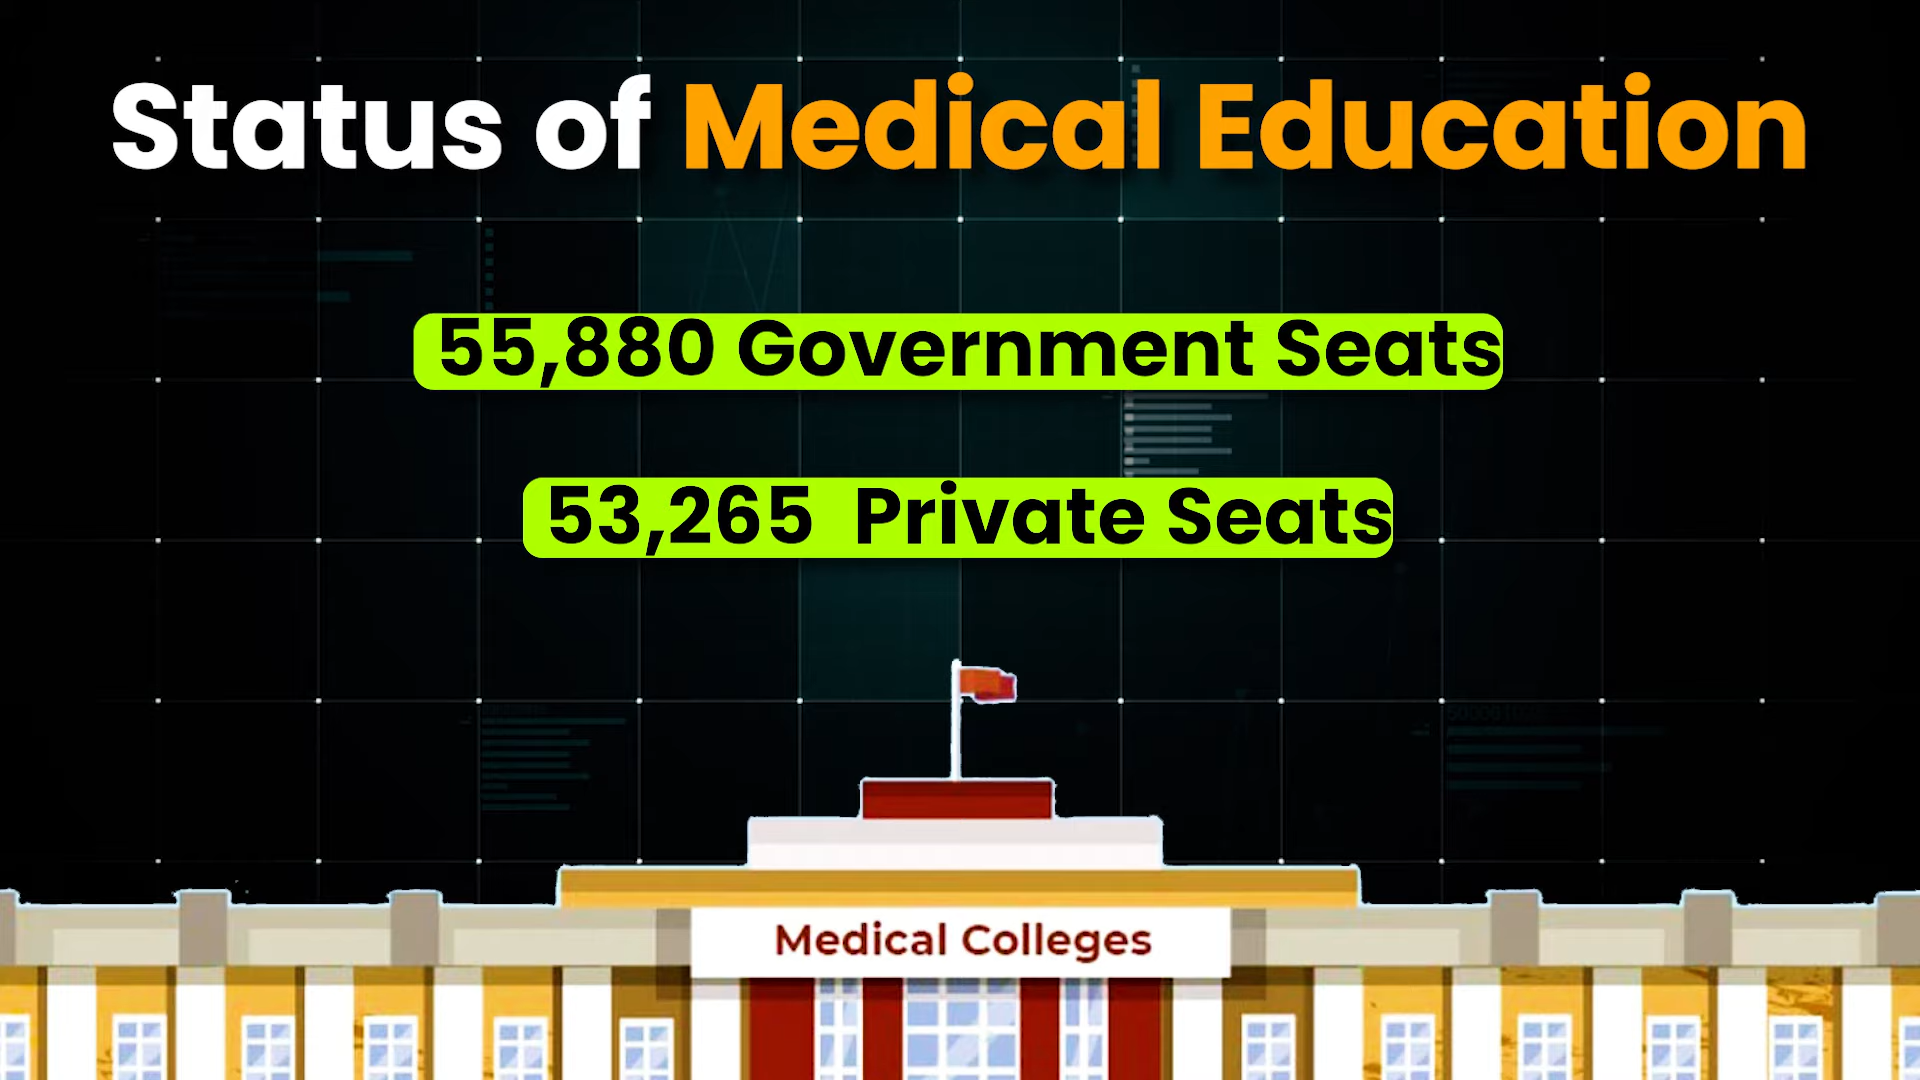 Status of Medical Education
55,880 Government Seats
53,265 Private Seats
Medical Colleges